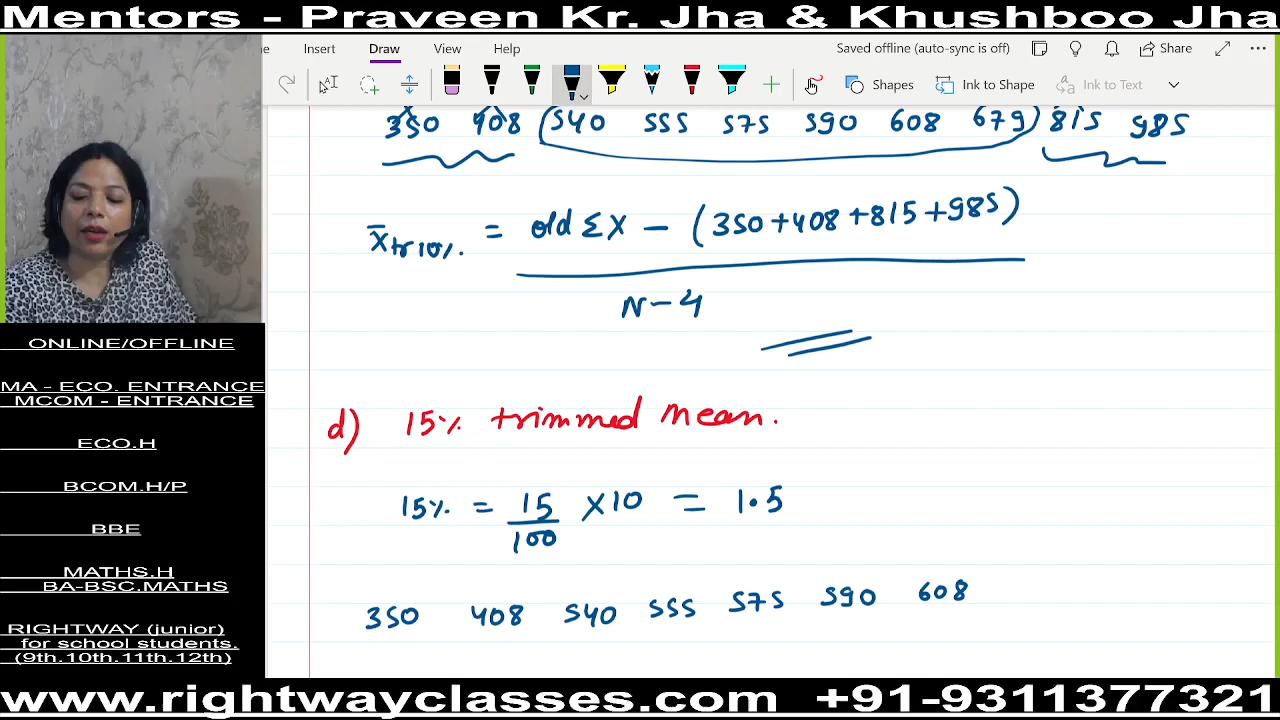 Mentors - Praveen Kr. Jha & Khushboo Jha
Insert Draw View Help Saved offline (auto-sync is off) Share
Shapes Ink to Shape Ink to Text
350 408 (540 555 575 590 608 679) 815 985
x̄tr10% = old ΣX − (350+408+815+985)
N−4
d) 15% trimmed mean.
15% = 15 ×10 = 1.5
100
350 408 540 555 575 590 608
ONLINE/OFFLINE
MA - ECO. ENTRANCE
MCOM - ENTRANCE
ECO.H
BCOM.H/P
BBE
MATHS.H
BA-BSC.MATHS
RIGHTWAY (junior)
for school students.
(9th.10th.11th.12th)
www.rightwayclasses.com +91-9311377321